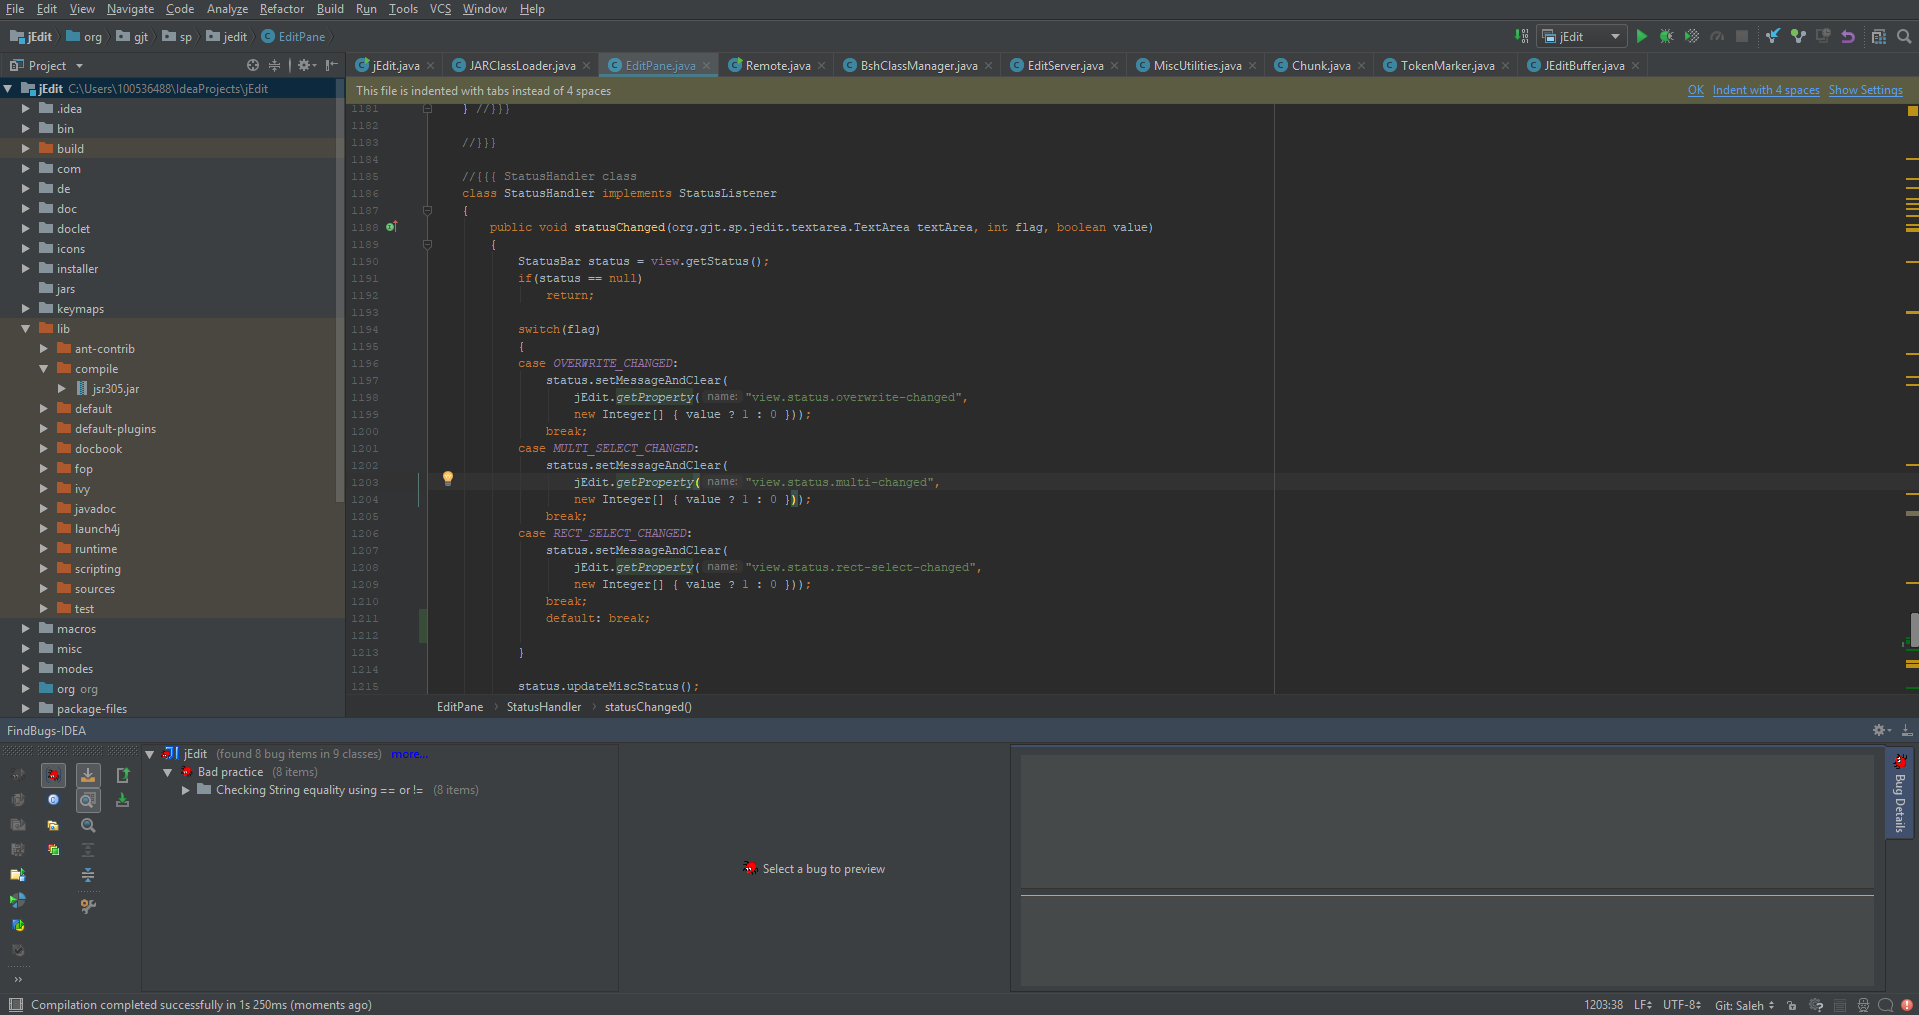 File Edit View Navigate Code Analyze Refactor Build Run Tools VCS Window Help
jEdit org gjt sp jedit EditPane
jEdit
Project
jEdit.java JARClassLoader.java EditPane.java Remote.java BshClassManager.java EditServer.java MiscUtilities.java Chunk.java TokenMarker.java JEditBuffer.java
This file is indented with tabs instead of 4 spaces OK Indent with 4 spaces Show Settings
jEdit C:\Users\100536488\IdeaProjects\jEdit
.idea
bin
build
com
de
doc
doclet
icons
installer
jars
keymaps
lib
ant-contrib
compile
jsr305.jar
default
default-plugins
docbook
fop
ivy
javadoc
launch4j
runtime
scripting
sources
test
macros
misc
modes
org org
package-files
1181 } //}}}
1182
1183 //}}}
1184
1185 //{{{ StatusHandler class
1186 class StatusHandler implements StatusListener
1187 {
1188 public void statusChanged(org.gjt.sp.jedit.textarea.TextArea textArea, int flag, boolean value)
1189 {
1190 StatusBar status = view.getStatus();
1191 if(status == null)
1192 return;
1193
1194 switch(flag)
1195 {
1196 case OVERWRITE_CHANGED:
1197 status.setMessageAndClear(
1198 jEdit.getProperty( name: "view.status.overwrite-changed",
1199 new Integer[] { value ? 1 : 0 }));
1200 break;
1201 case MULTI_SELECT_CHANGED:
1202 status.setMessageAndClear(
1203 jEdit.getProperty( name: "view.status.multi-changed",
1204 new Integer[] { value ? 1 : 0 }));
1205 break;
1206 case RECT_SELECT_CHANGED:
1207 status.setMessageAndClear(
1208 jEdit.getProperty( name: "view.status.rect-select-changed",
1209 new Integer[] { value ? 1 : 0 }));
1210 break;
1211 default: break;
1212
1213 }
1214
1215 status.updateMiscStatus();
EditPane StatusHandler statusChanged()
FindBugs-IDEA
jEdit (found 8 bug items in 9 classes) more...
Bad practice (8 items)
Checking String equality using == or != (8 items)
Select a bug to preview
Bug Details
Compilation completed successfully in 1s 250ms (moments ago) 1203:38 LF UTF-8 Git: Saleh